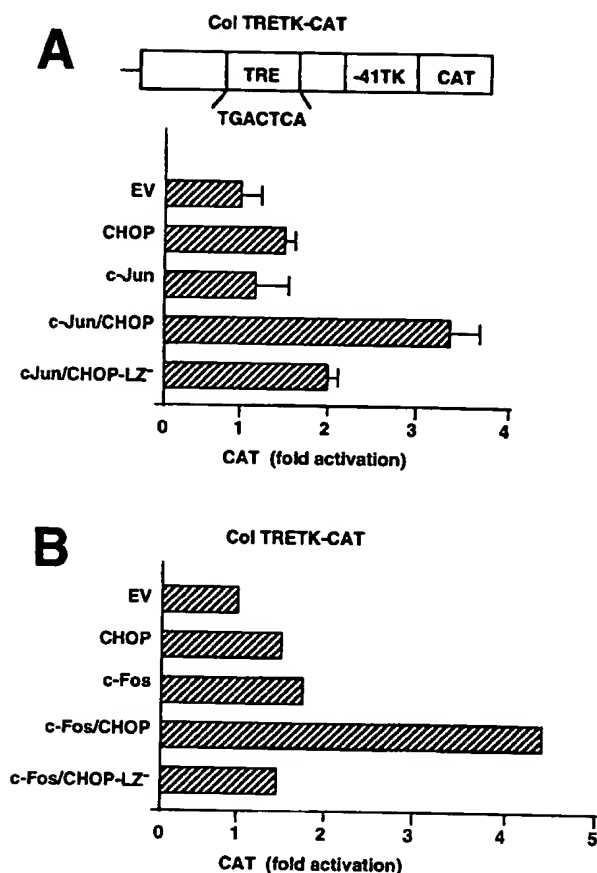 A
Col TRETK-CAT
TRE -41TK CAT
TGACTCA
EV
CHOP
c-Jun
c-Jun/CHOP
cJun/CHOP-LZ⁻
0 1 2 3 4
CAT (fold activation)
B
Col TRETK-CAT
EV
CHOP
c-Fos
c-Fos/CHOP
c-Fos/CHOP-LZ⁻
0 1 2 3 4 5
CAT (fold activation)